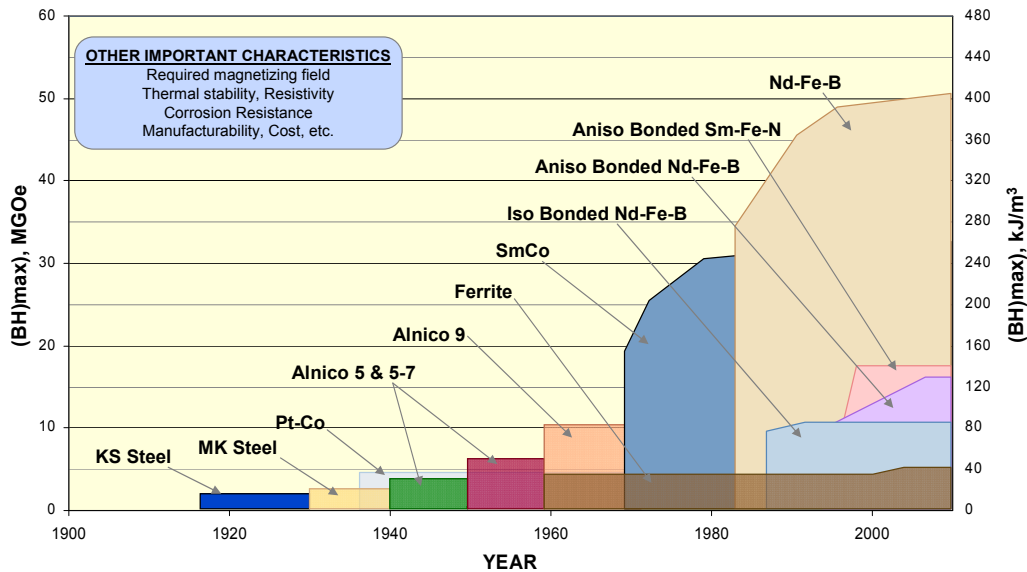 OTHER IMPORTANT CHARACTERISTICS
Required magnetizing field
Thermal stability, Resistivity
Corrosion Resistance
Manufacturability, Cost, etc.
Nd-Fe-B
Aniso Bonded Sm-Fe-N
Aniso Bonded Nd-Fe-B
Iso Bonded Nd-Fe-B
SmCo
Ferrite
Alnico 9
Alnico 5 & 5-7
Pt-Co
MK Steel
KS Steel
(BH)max), MGOe
60
50
40
30
20
10
0
(BH)max), kJ/m³
480
440
400
360
320
280
240
200
160
120
80
40
0
1900
1920
1940
1960
1980
2000
YEAR